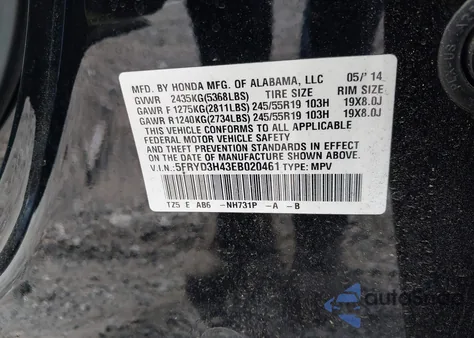 MFD. BY HONDA MFG. OF ALABAMA, LLC 05/'14
GVWR 2435KG(5368LBS) TIRE SIZE RIM SIZE
GAWR F 1275KG(2811LBS) 245/55R19 103H 19X8.0J
GAWR R1240KG(2734LBS) 245/55R19 103H 19X8.0J
THIS VEHICLE CONFORMS TO ALL APPLICABLE
FEDERAL MOTOR VEHICLE SAFETY
AND THEFT PREVENTION STANDARDS IN EFFECT
ON THE DATE OF MANUFACTURE SHOWN ABOVE.
V.I.N.:5FRYD3H43EB020461 TYPE: MPV
TZ5 E AB6 -NH731P -A -B